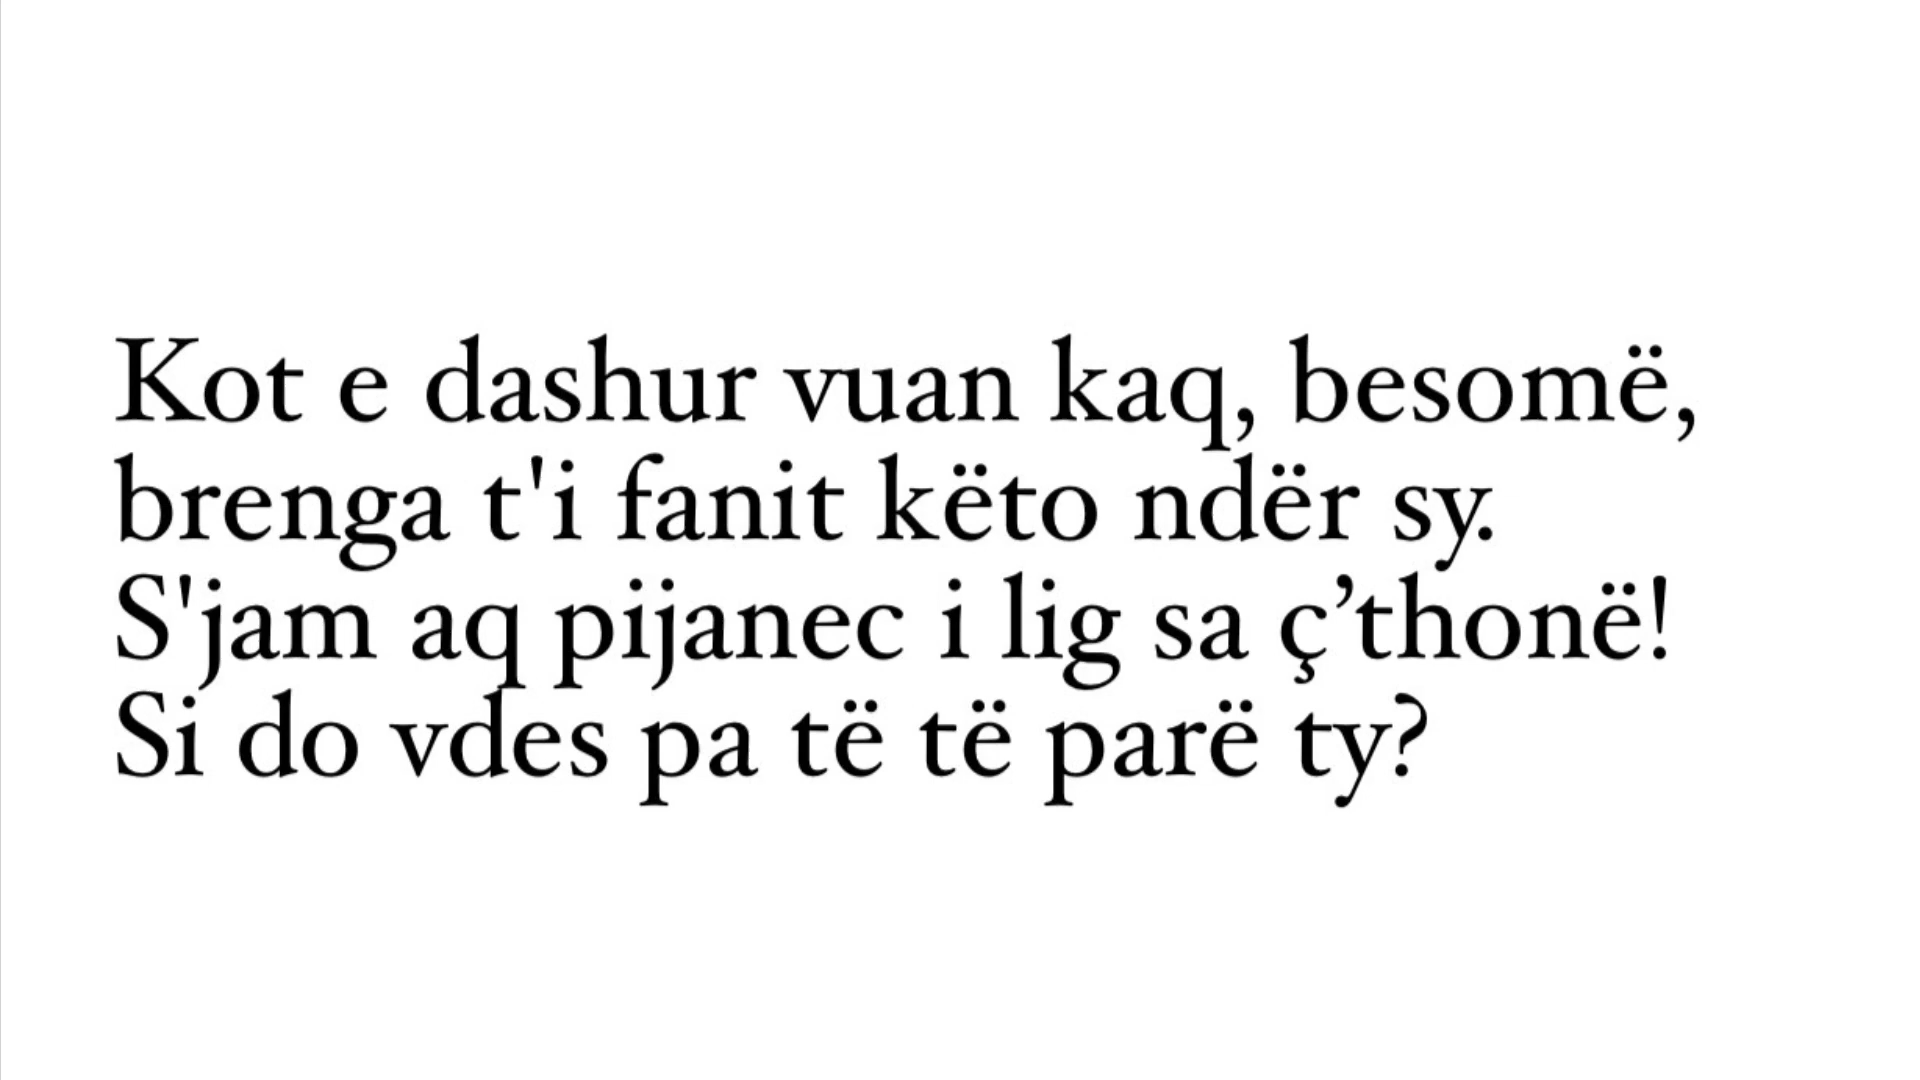 Kot e dashur vuan kaq, besomë,
brenga t'i fanit këto ndër sy.
S'jam aq pijanec i lig sa ç’thonë!
Si do vdes pa të të parë ty?